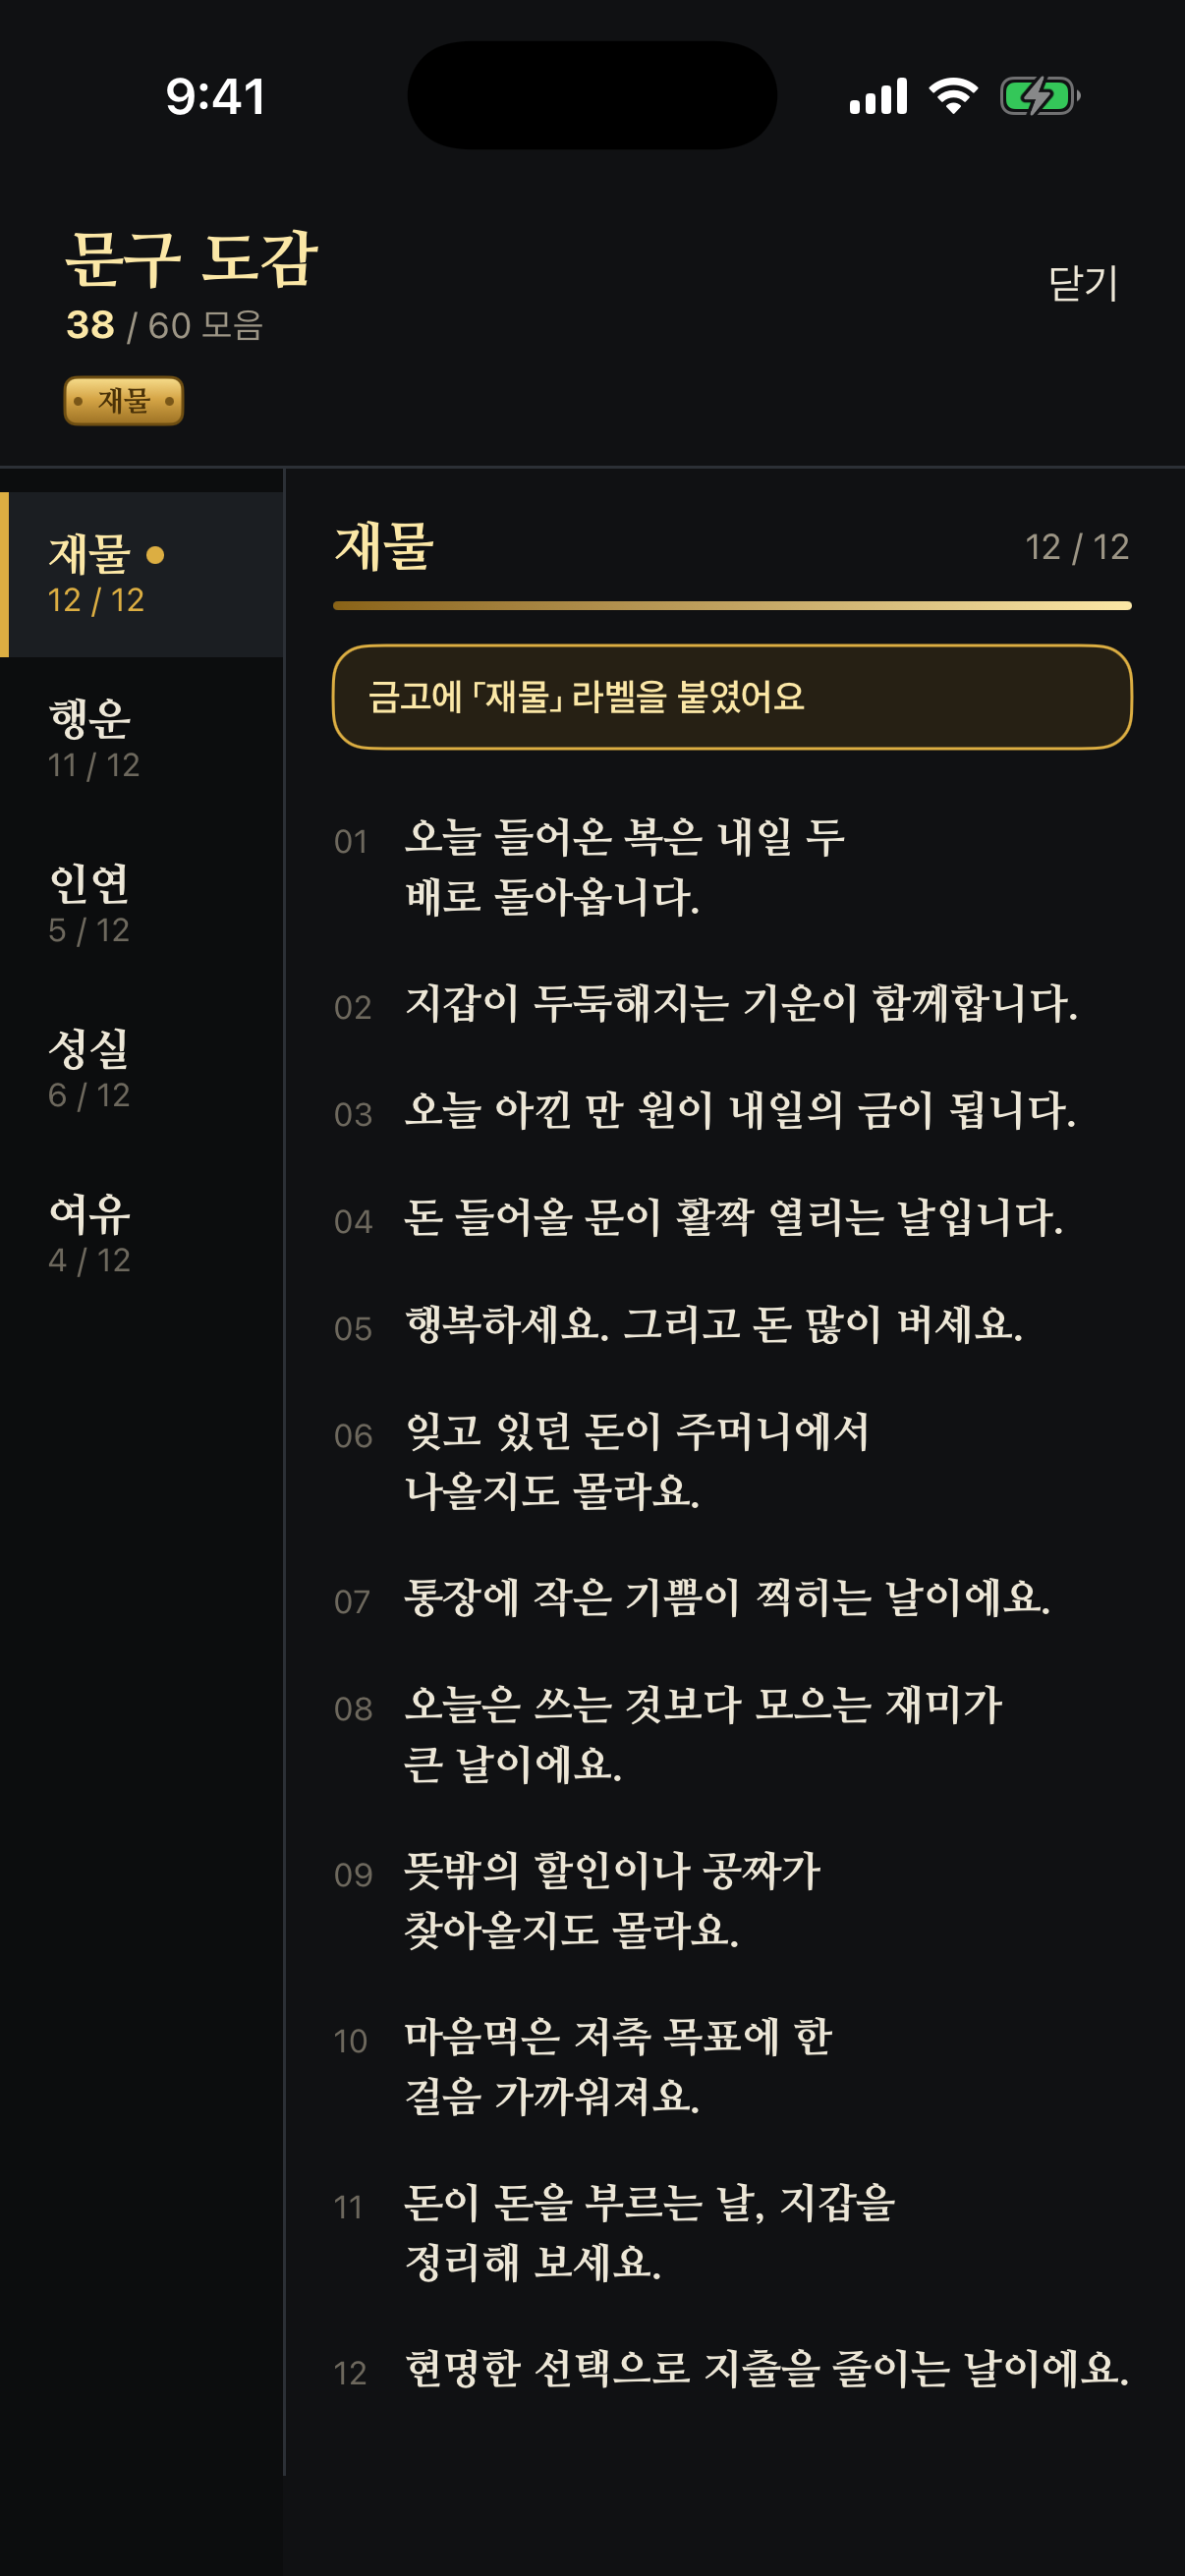 9:41
문구 도감
닫기
38 / 60 모음
재물
재물
12 / 12
행운
11 / 12
인연
5 / 12
성실
6 / 12
여유
4 / 12
재물
12 / 12
금고에 「재물」 라벨을 붙였어요
01 오늘 들어온 복은 내일 두
배로 돌아옵니다.
02 지갑이 두둑해지는 기운이 함께합니다.
03 오늘 아낀 만 원이 내일의 금이 됩니다.
04 돈 들어올 문이 활짝 열리는 날입니다.
05 행복하세요. 그리고 돈 많이 버세요.
06 잊고 있던 돈이 주머니에서
나올지도 몰라요.
07 통장에 작은 기쁨이 찍히는 날이에요.
08 오늘은 쓰는 것보다 모으는 재미가
큰 날이에요.
09 뜻밖의 할인이나 공짜가
찾아올지도 몰라요.
10 마음먹은 저축 목표에 한
걸음 가까워져요.
11 돈이 돈을 부르는 날, 지갑을
정리해 보세요.
12 현명한 선택으로 지출을 줄이는 날이에요.